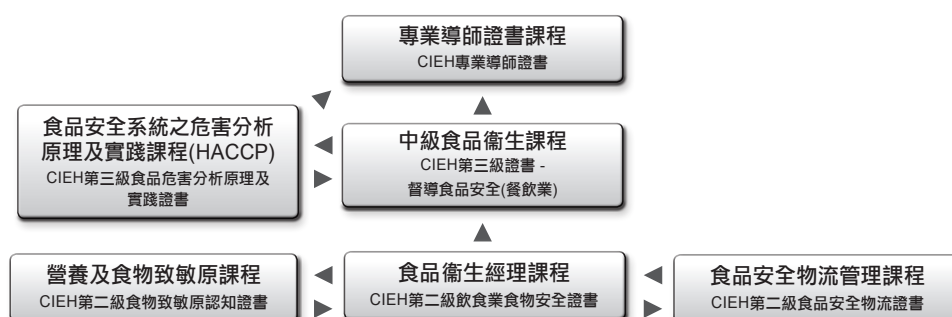 專業導師證書課程
CIEH專業導師證書
食品安全系統之危害分析
原理及實踐課程(HACCP)
CIEH第三級食品危害分析原理及
實踐證書
中級食品衞生課程
CIEH第三級證書 -
督導食品安全(餐飲業)
營養及食物致敏原課程
CIEH第二級食物致敏原認知證書
食品衞生經理課程
CIEH第二級飲食業食物安全證書
食品安全物流管理課程
CIEH第二級食品安全物流證書